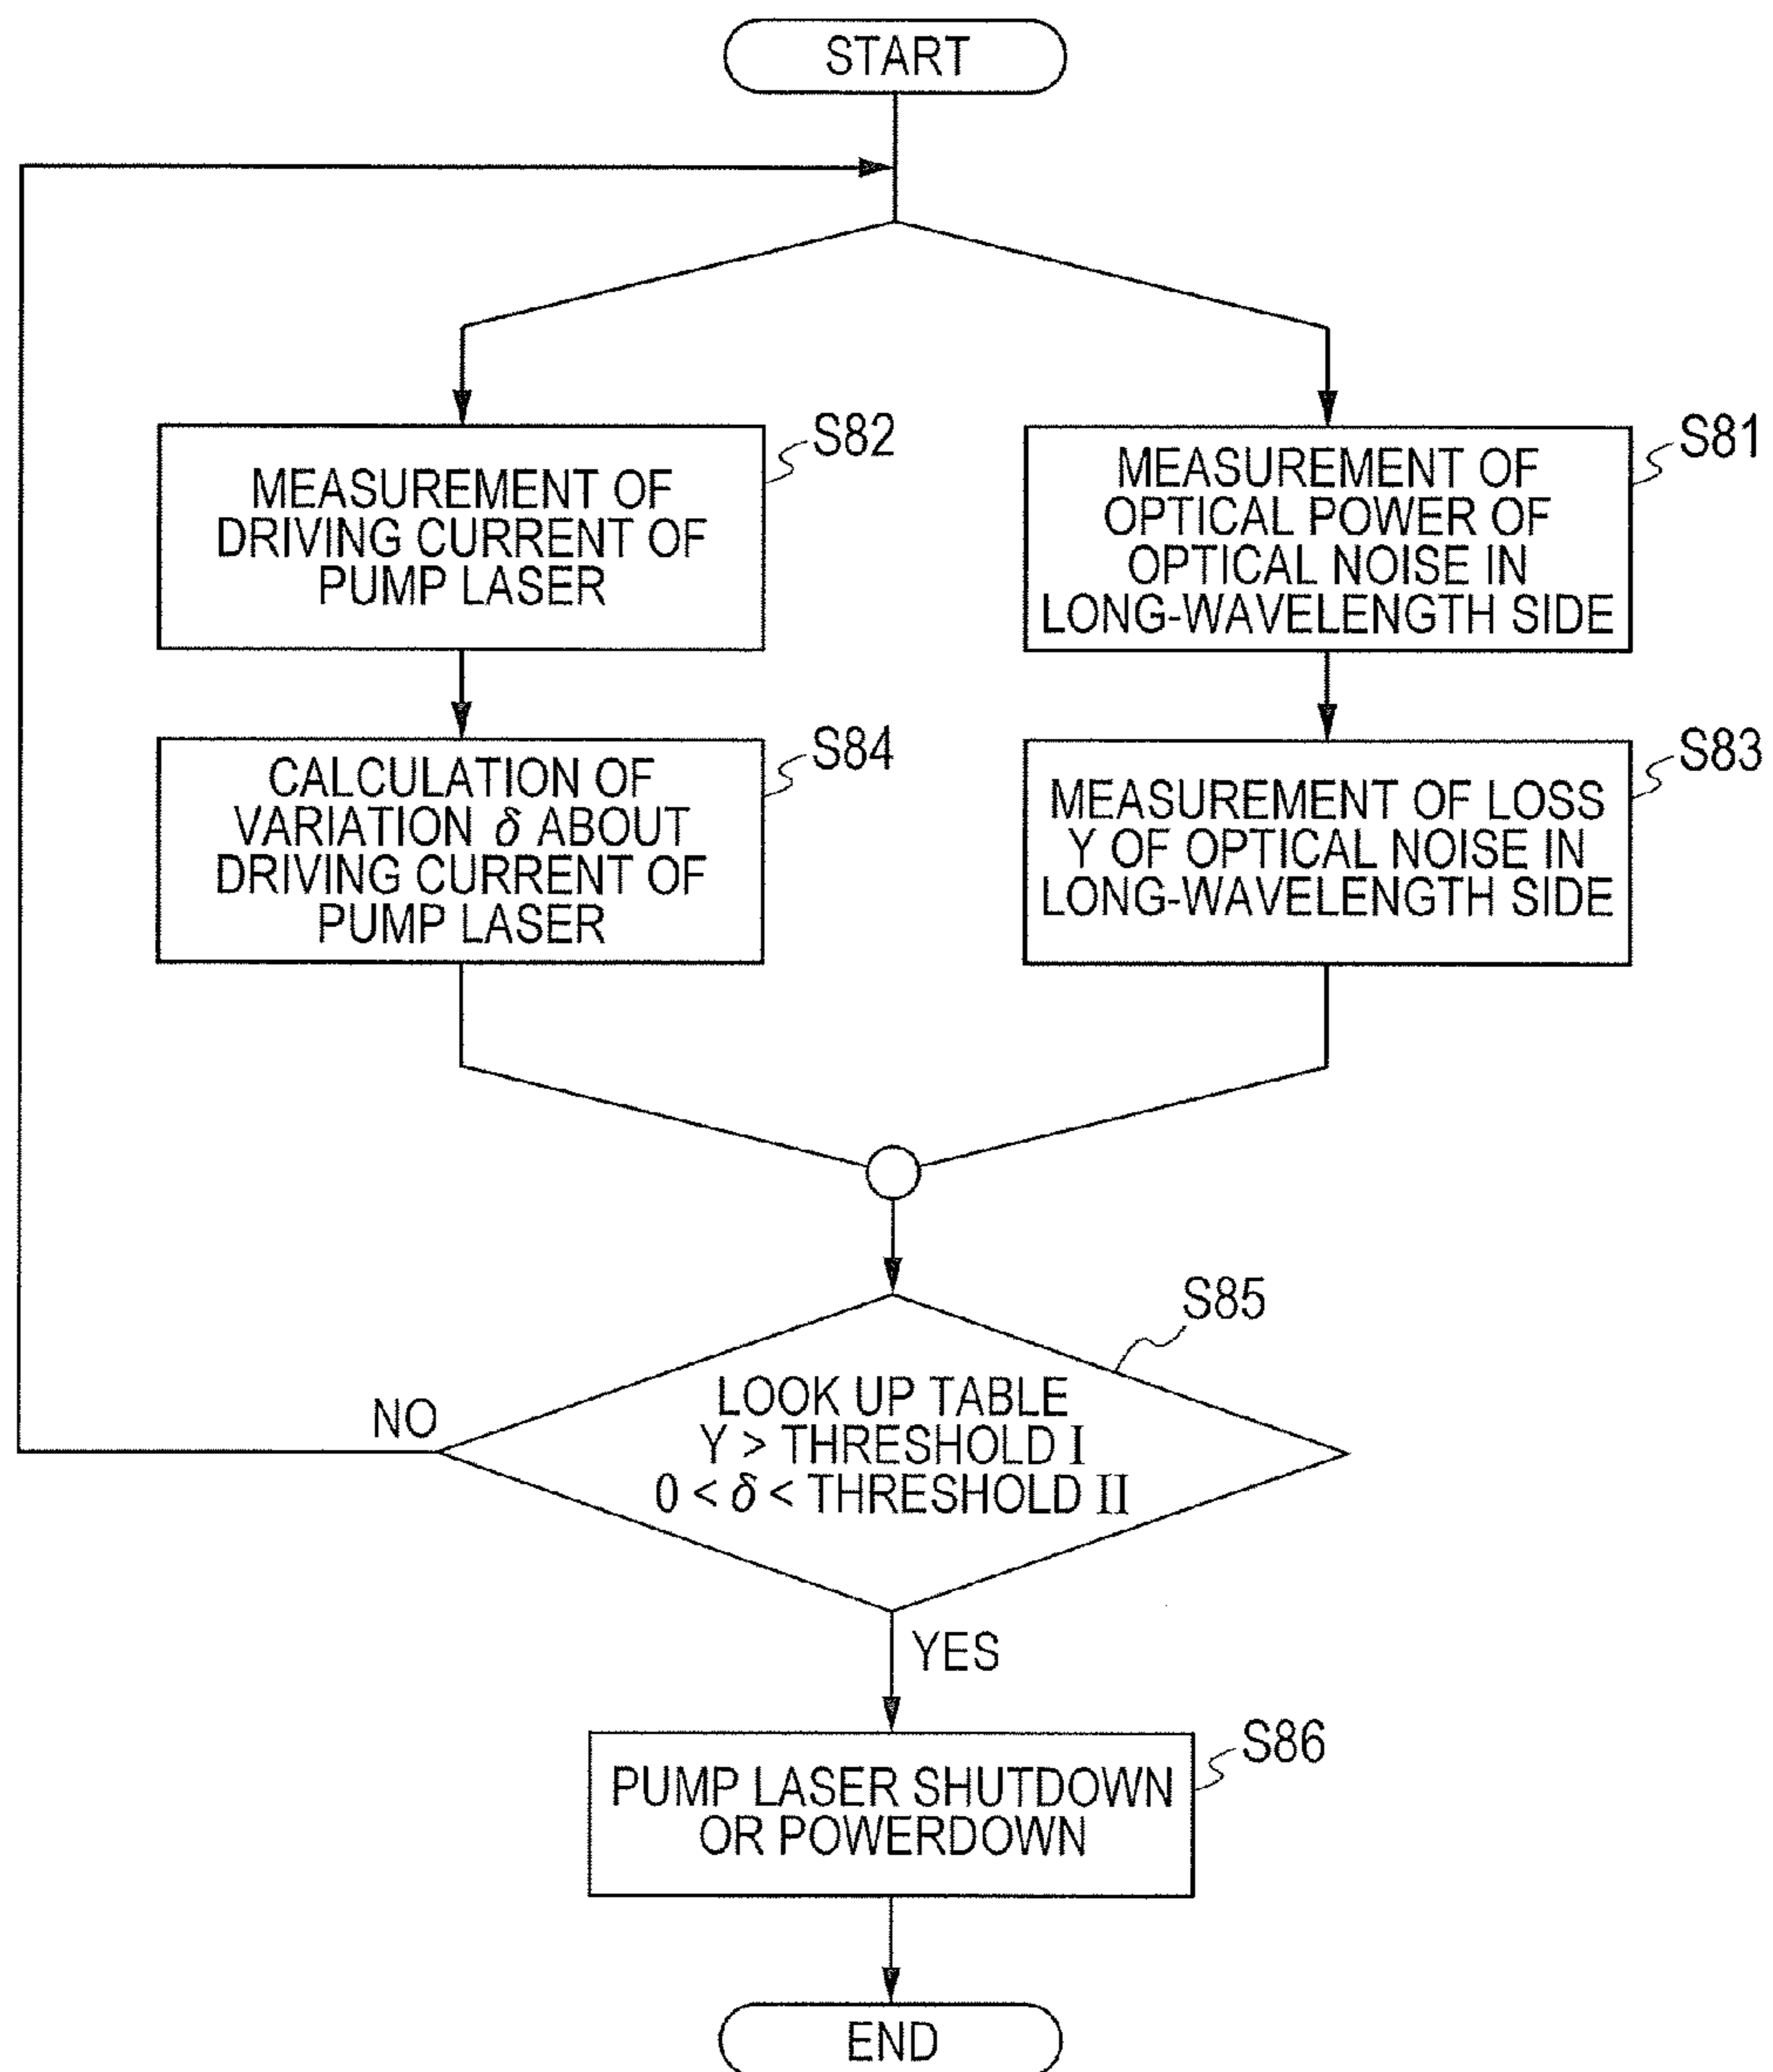 START
S82
MEASUREMENT OF
DRIVING CURRENT OF
PUMP LASER
S81
MEASUREMENT OF
OPTICAL POWER OF
OPTICAL NOISE IN
LONG-WAVELENGTH SIDE
S84
CALCULATION OF
VARIATION δ ABOUT
DRIVING CURRENT OF
PUMP LASER
S83
MEASUREMENT OF LOSS
Y OF OPTICAL NOISE IN
LONG-WAVELENGTH SIDE
S85
LOOK UP TABLE
Y > THRESHOLD I
0 < δ < THRESHOLD II
NO
YES
S86
PUMP LASER SHUTDOWN
OR POWERDOWN
END